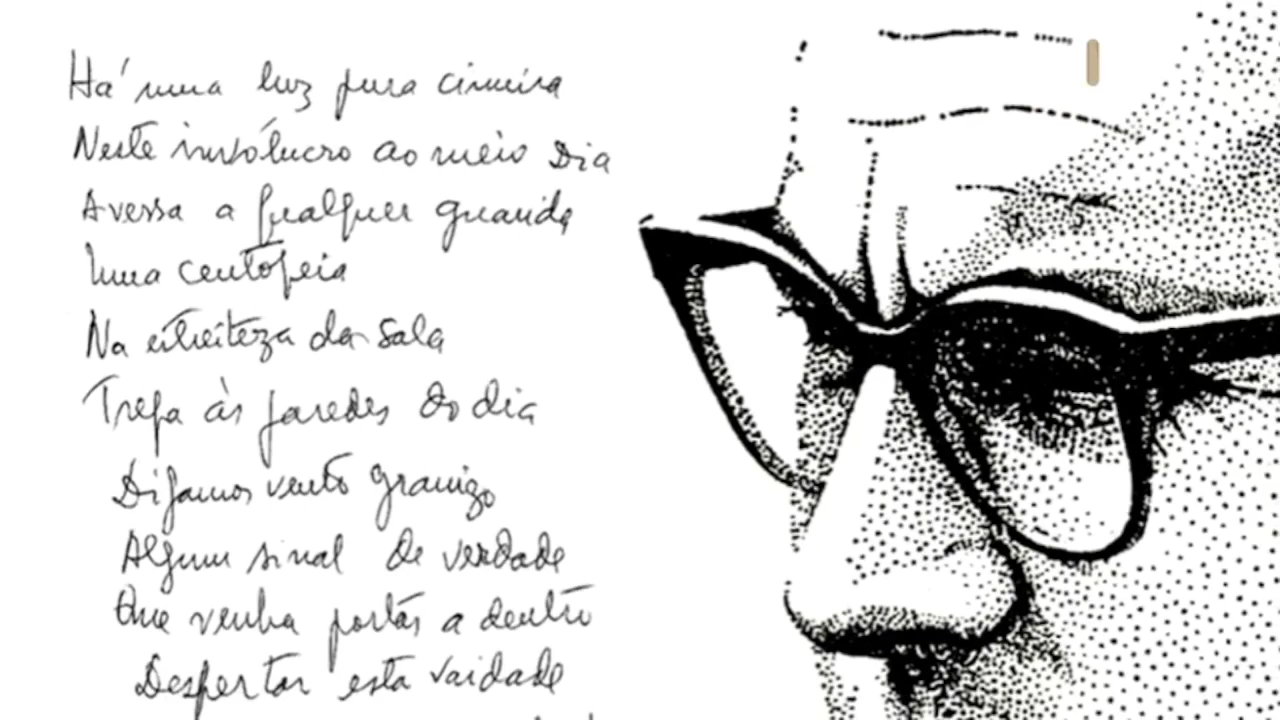 Há uma luz pura cimeira
Neste invólucro ao meio dia
Avessa a qualquer guarida
Uma centopeia
Na estreiteza da sala
Trepa às paredes do dia
Digamos vento granizo
Algum sinal de verdade
Que venha portas a dentro
Despertar esta vaidade